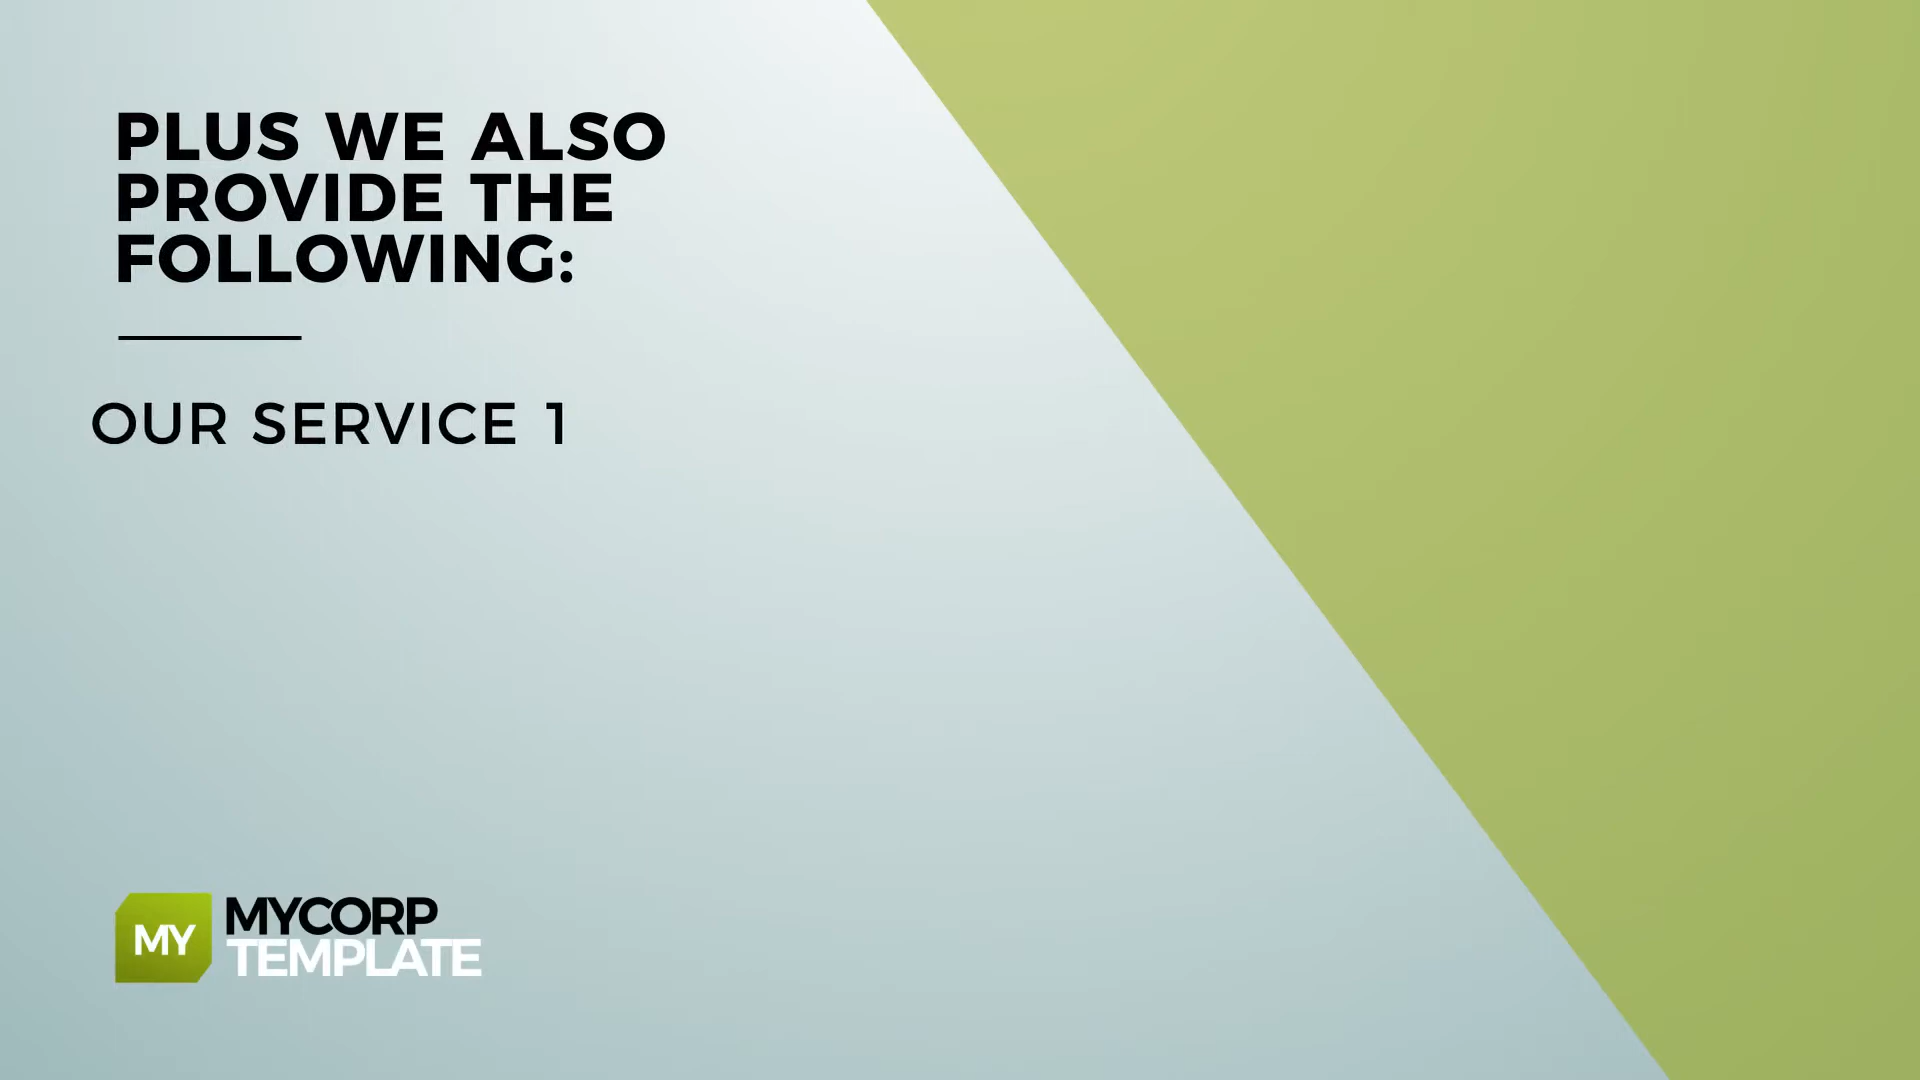 PLUS WE ALSO
PROVIDE THE
FOLLOWING:
OUR SERVICE 1
MY
MYCORP
TEMPLATE